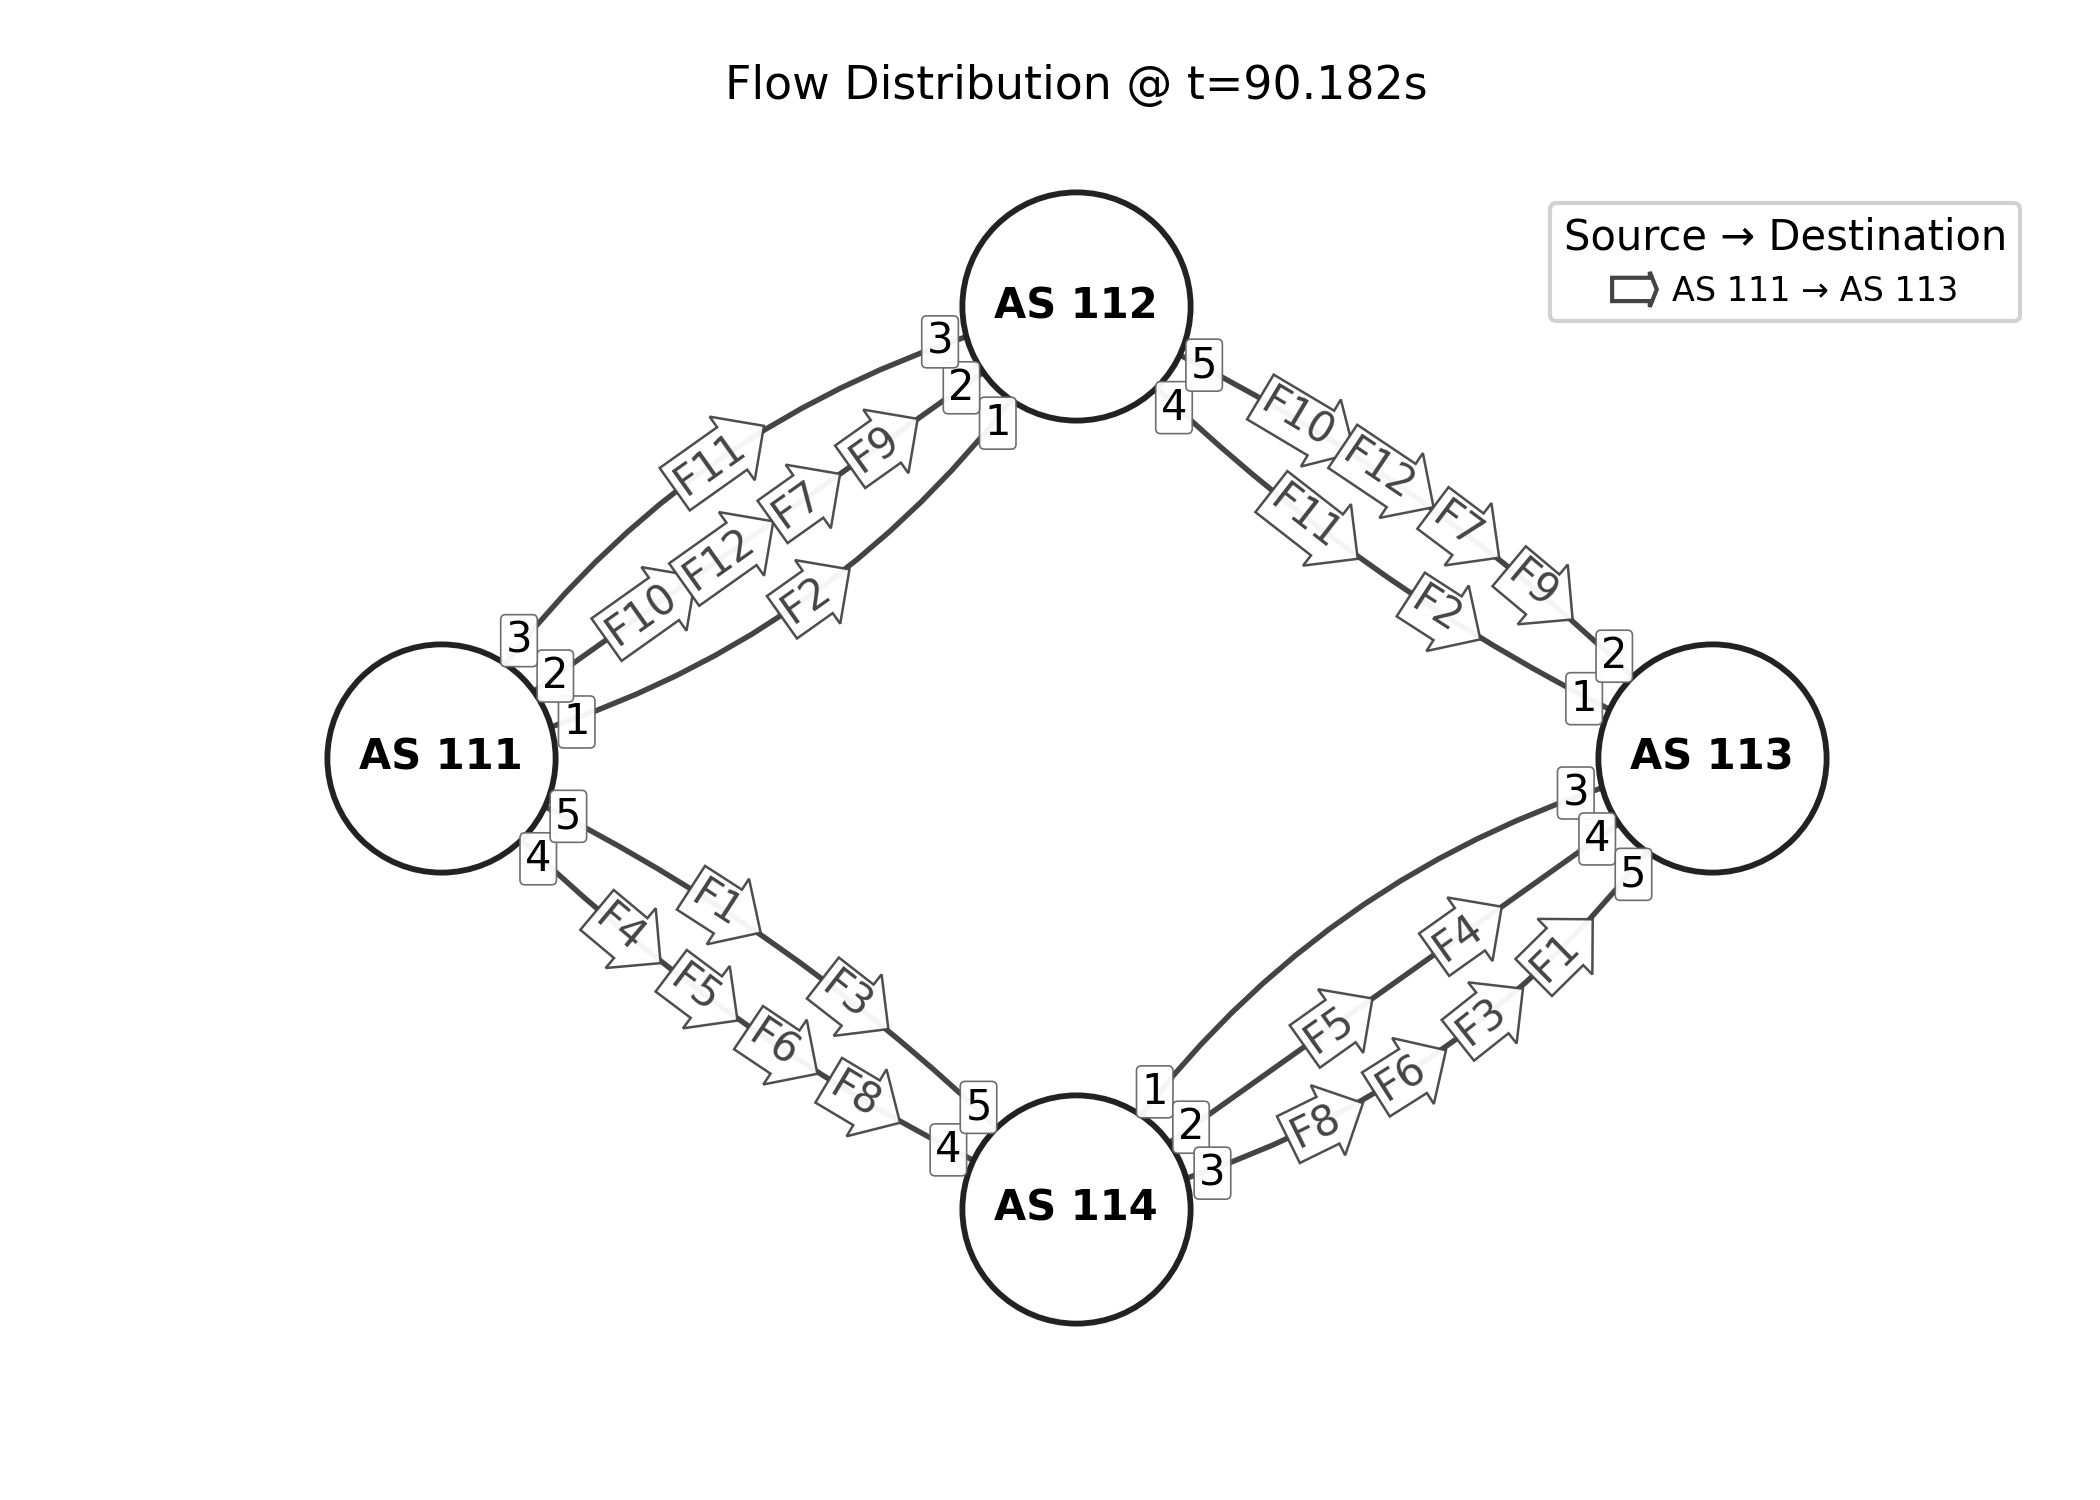 Flow Distribution @ t=90.182s
Source → Destination
AS 111 → AS 113
AS 112
3
2
1
5
4
F11
F9
F7
F12
F10
F2
F10
F12
F7
F9
F11
F2
3
2
1
2
1
AS 111
AS 113
5
4
3
4
5
F1
F3
F4
F5
F6
F8
F4
F5
F1
F3
F6
F8
5
4
1
2
3
AS 114